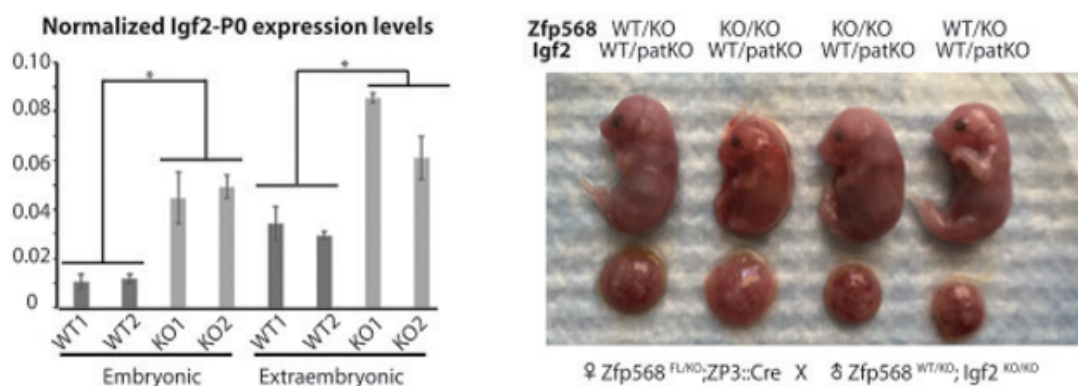 Normalized Igf2-P0 expression levels
0.10
0.08
0.06
0.04
0.02
0
WT1 WT2 KO1 KO2 WT1 WT2 KO1 KO2
Embryonic Extraembryonic
Zfp568 WT/KO KO/KO KO/KO WT/KO
Igf2 WT/patKO WT/patKO WT/patKO WT/patKO
♀ Zfp568 FL/KO;ZP3::Cre X ♂ Zfp568 WT/KO; Igf2 KO/KO